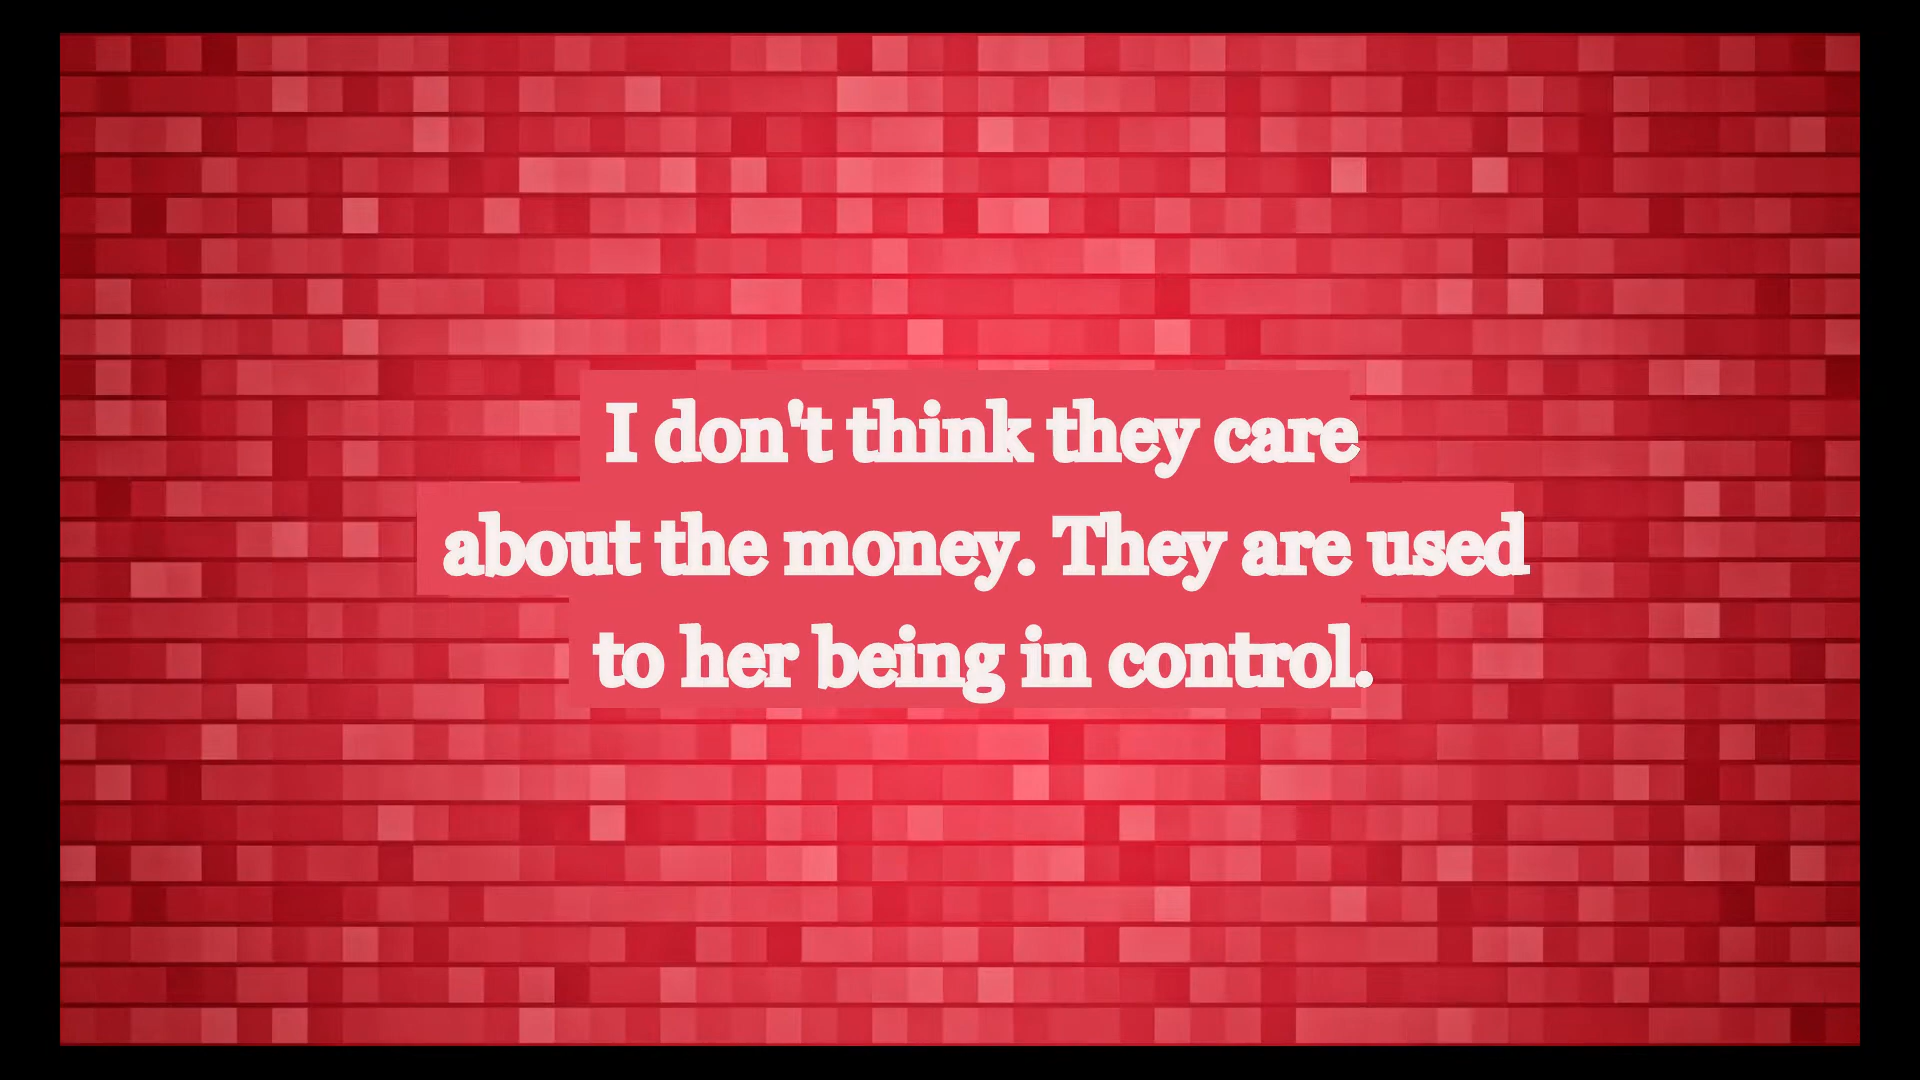 I don't think they care
about the money. They are used
to her being in control.